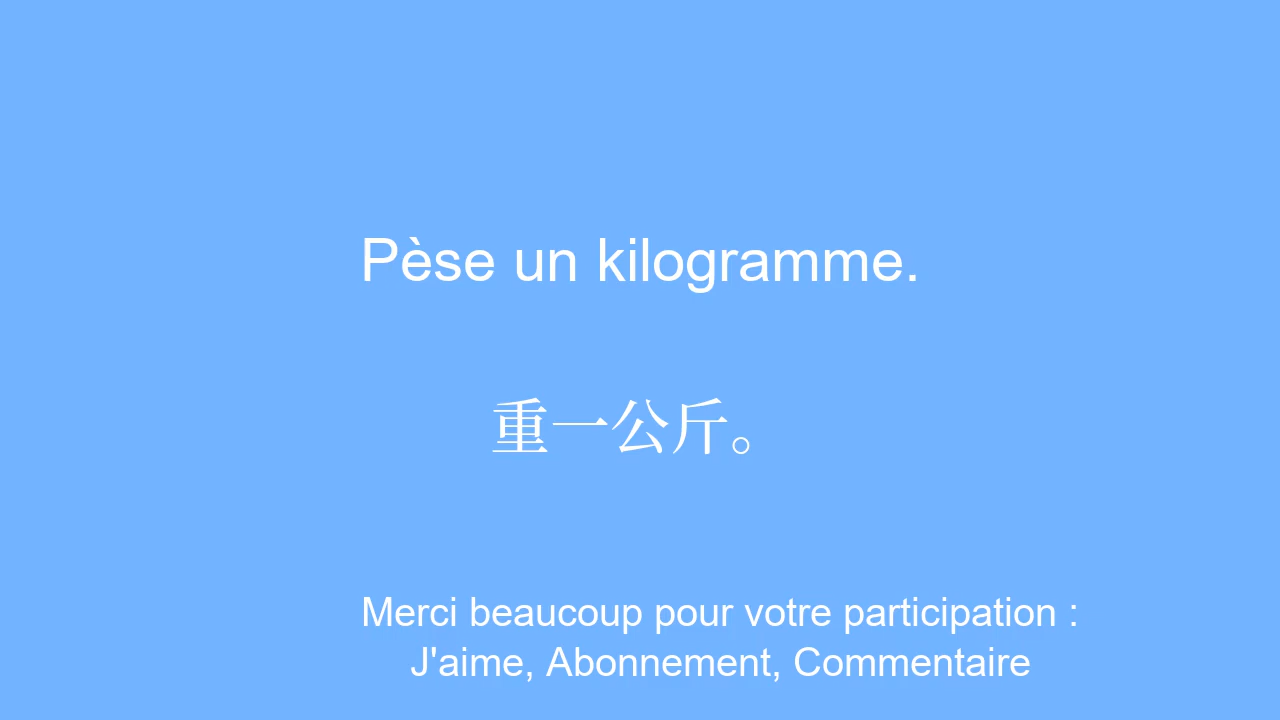 Pèse un kilogramme.
重一公斤。
Merci beaucoup pour votre participation :
J'aime, Abonnement, Commentaire